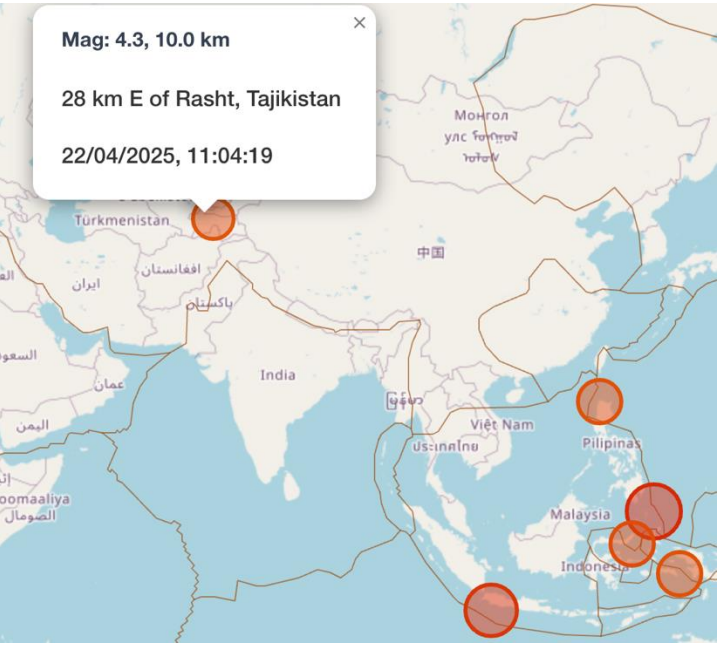 ×
Mag: 4.3, 10.0 km
28 km E of Rasht, Tajikistan
22/04/2025, 11:04:19
Монгол
улс
Türkmenistan
中国
افغانستان
ایران
پاکستان
عمان
India
اليمن
Việt Nam
ประเทศไทย
Pilipinas
Malaysia
Indonesia
الصومال